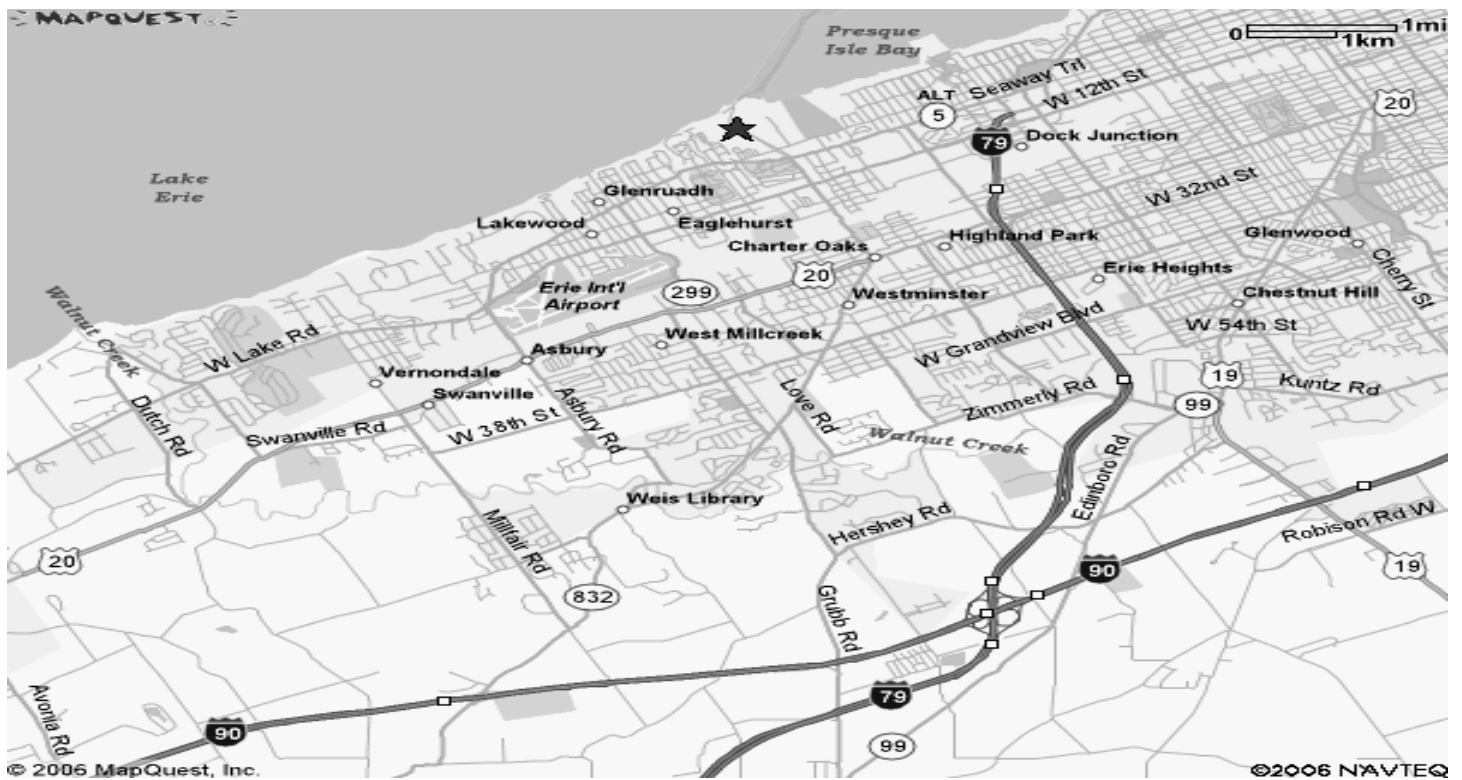 MAPQUEST
Presque
Isle Bay
0
1mi
1km
ALT
5
Seaway Trl
W 12th St
20
79
Dock Junction
Lake
Erie
W 32nd St
Glenruadh
Lakewood
Eaglehurst
Charter Oaks
Highland Park
Glenwood
Cherry St
Erie Int'l
Airport
20
299
Westminster
Erie Heights
Chestnut Hill
Walnut Creek
W Lake Rd
West Millcreek
W Grandview Blvd
W 54th St
Asbury
Vernondale
Swanville
Love Rd
Zimmerly Rd
19
Kuntz Rd
99
Dutch Rd
Swanville Rd
W 38th St
Asbury Rd
Walnut Creek
Edinboro Rd
Weis Library
Millfair Rd
Hershey Rd
Robison Rd W
20
832
90
19
Grubb Rd
Avonia Rd
90
79
99
© 2006 MapQuest, Inc.
©2006 NAVTEQ